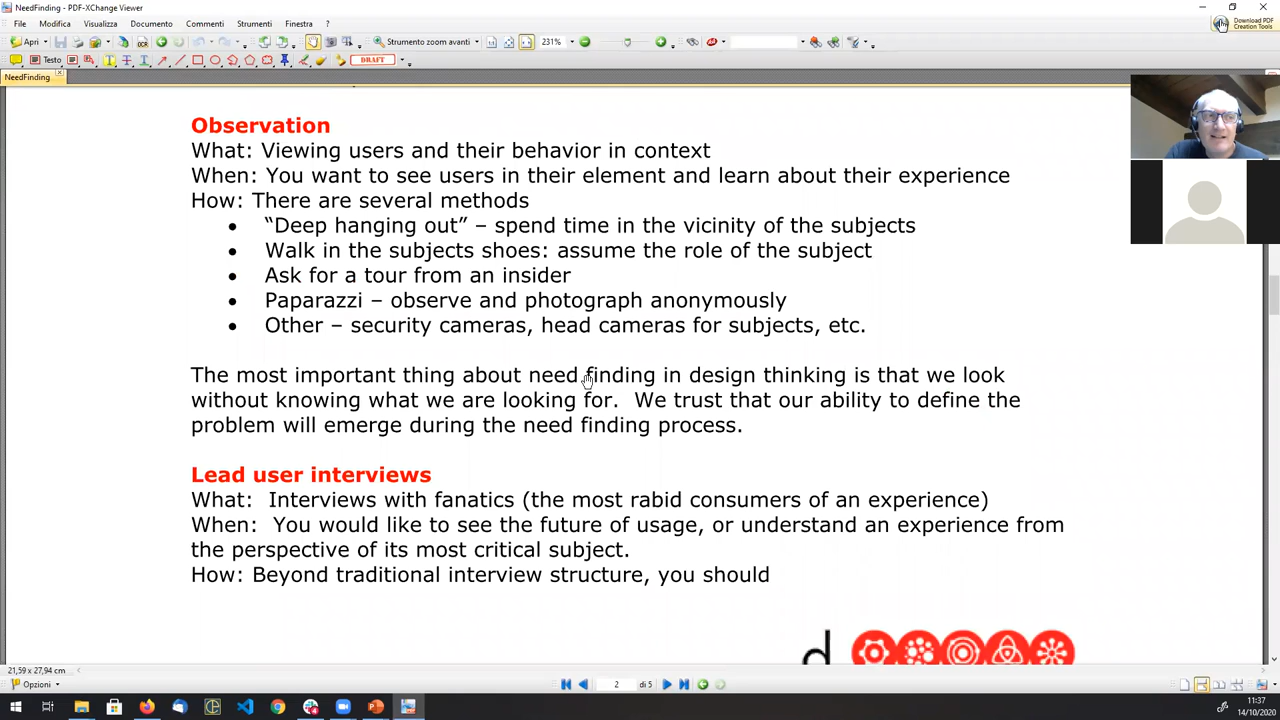 NeedFinding - PDF-XChange Viewer
File Modifica Visualizza Documento Commenti Strumenti Finestra ?
Download PDF
Creation Tools
Apri Strumento zoom avanti 231%
Testo DRAFT
NeedFinding
Observation
What: Viewing users and their behavior in context
When: You want to see users in their element and learn about their experience
How: There are several methods
• “Deep hanging out” – spend time in the vicinity of the subjects
• Walk in the subjects shoes: assume the role of the subject
• Ask for a tour from an insider
• Paparazzi – observe and photograph anonymously
• Other – security cameras, head cameras for subjects, etc.
The most important thing about need finding in design thinking is that we look
without knowing what we are looking for. We trust that our ability to define the
problem will emerge during the need finding process.
Lead user interviews
What: Interviews with fanatics (the most rabid consumers of an experience)
When: You would like to see the future of usage, or understand an experience from
the perspective of its most critical subject.
How: Beyond traditional interview structure, you should
d
21,59 x 27,94 cm
Opzioni 2 di 5
11:37
14/10/2020